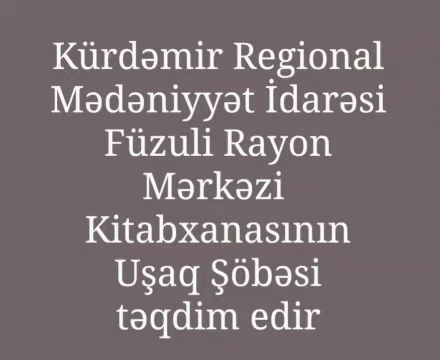 Kürdəmir Regional
Mədəniyyət İdarəsi
Füzuli Rayon
Mərkəzi
Kitabxanasının
Uşaq Şöbəsi
təqdim edir